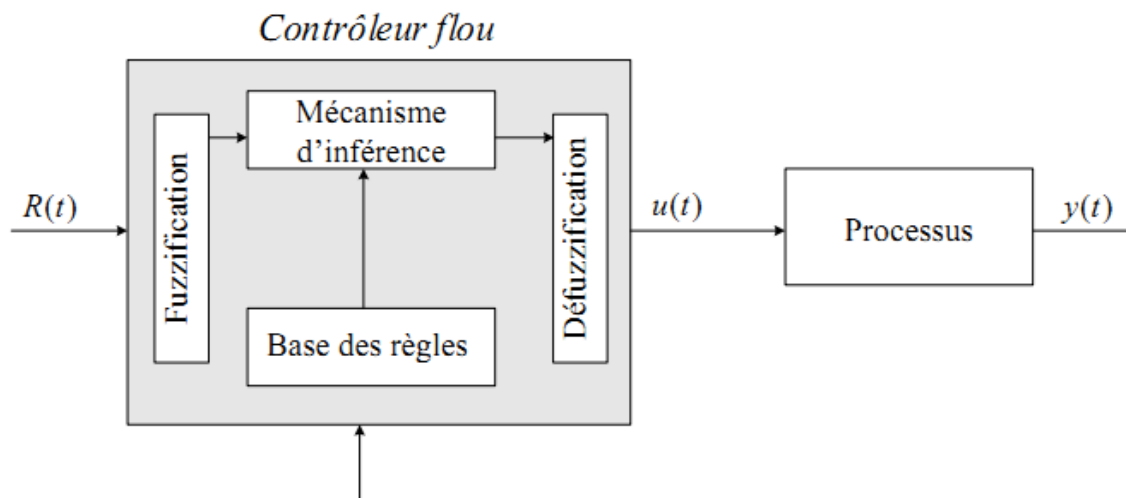 Contrôleur flou
Mécanisme
d'inférence
Fuzzification
Défuzzification
Base des règles
R(t)
u(t)
Processus
y(t)